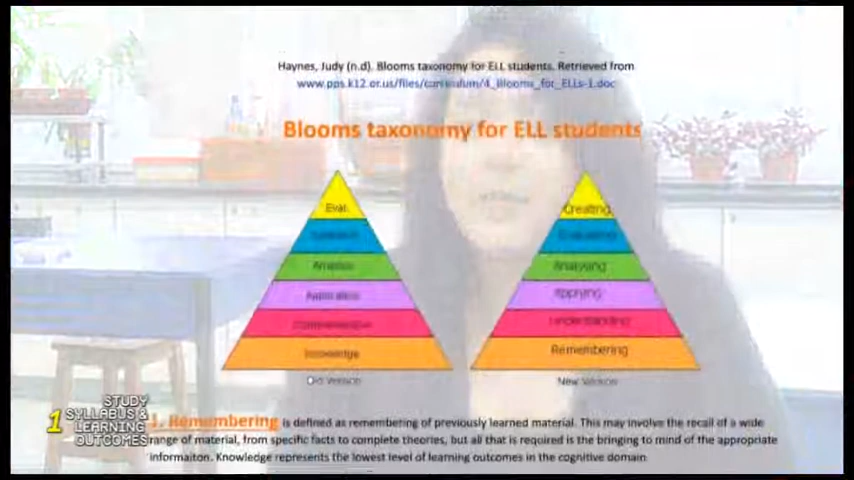 Haynes, Judy (n.d). Blooms taxonomy for ELL students. Retrieved from
www.pps.k12.or.us/files/curriculum/4_Blooms_for_ELLs-1.doc
Blooms taxonomy for ELL students
Eval. Creating
Synthesis Evaluating
Analysis Analysing
Application Applying
Comprehension Understanding
Knowledge Remembering
Old Version New Version
1. Remembering is defined as remembering of previously learned material. This may involve the recall of a wide
range of material, from specific facts to complete theories, but all that is required is the bringing to mind of the appropriate
informaiton. Knowledge represents the lowest level of learning outcomes in the cognitive domain
1 STUDY
SYLLABUS &
LEARNING
OUTCOMES